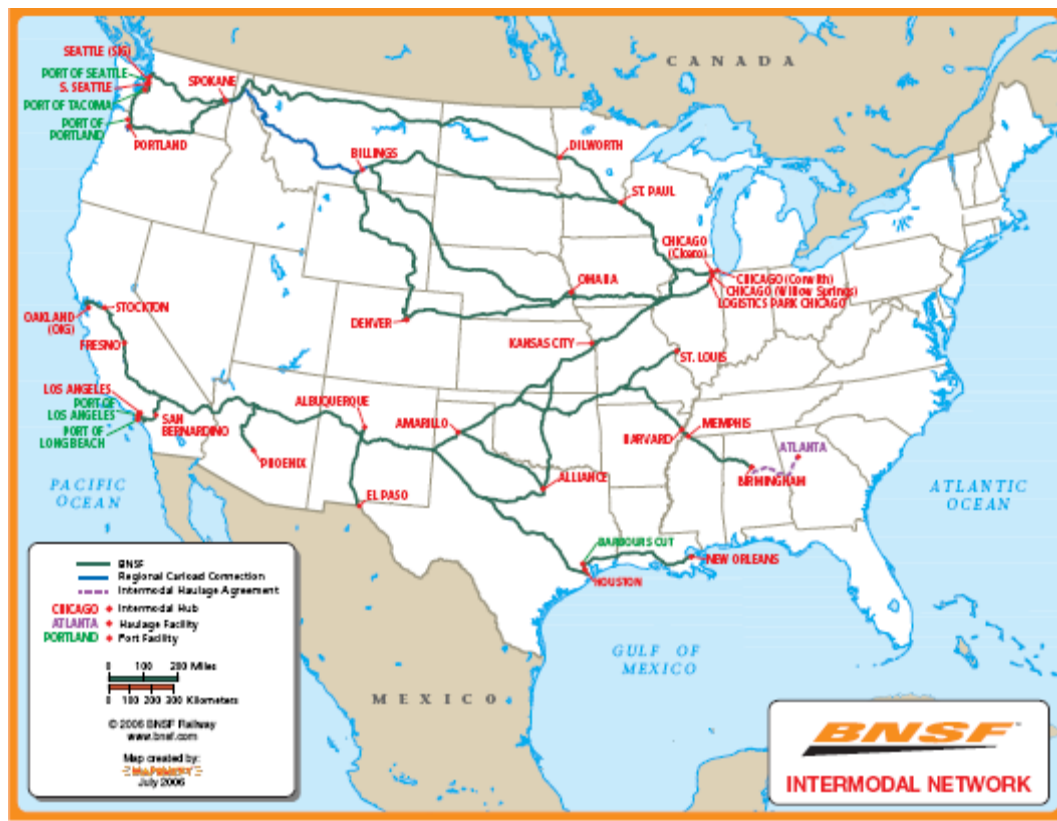 CANADA
SEATTLE (SIG)
PORT OF SEATTLE
S. SEATTLE
PORT OF TACOMA
PORT OF
PORTLAND
PORTLAND
SPOKANE
BILLINGS
DILWORTH
ST. PAUL
CHICAGO
(Cicero)
CHICAGO (Corwith)
CHICAGO (Willow Springs)
LOGISTICS PARK CHICAGO
OMAHA
DENVER
KANSAS CITY
ST. LOUIS
OAKLAND
(OIG)
STOCKTON
FRESNO
LOS ANGELES
PORT OF
LOS ANGELES
PORT OF
LONG BEACH
SAN
BERNARDINO
PHOENIX
ALBUQUERQUE
AMARILLO
EL PASO
ALLIANCE
HARVARD
MEMPHIS
ATLANTA
BIRMINGHAM
BARBOURS CUT
HOUSTON
NEW ORLEANS
PACIFIC
OCEAN
ATLANTIC
OCEAN
GULF OF
MEXICO
MEXICO
BNSF
Regional Carload Connection
Intermodal Haulage Agreement
CHICAGO Intermodal Hub
ATLANTA Haulage Facility
PORTLAND Port Facility
0 100 200 Miles
0 100 200 300 Kilometers
© 2006 BNSF Railway
www.bnsf.com
Map created by:
July 2006
BNSF
INTERMODAL NETWORK